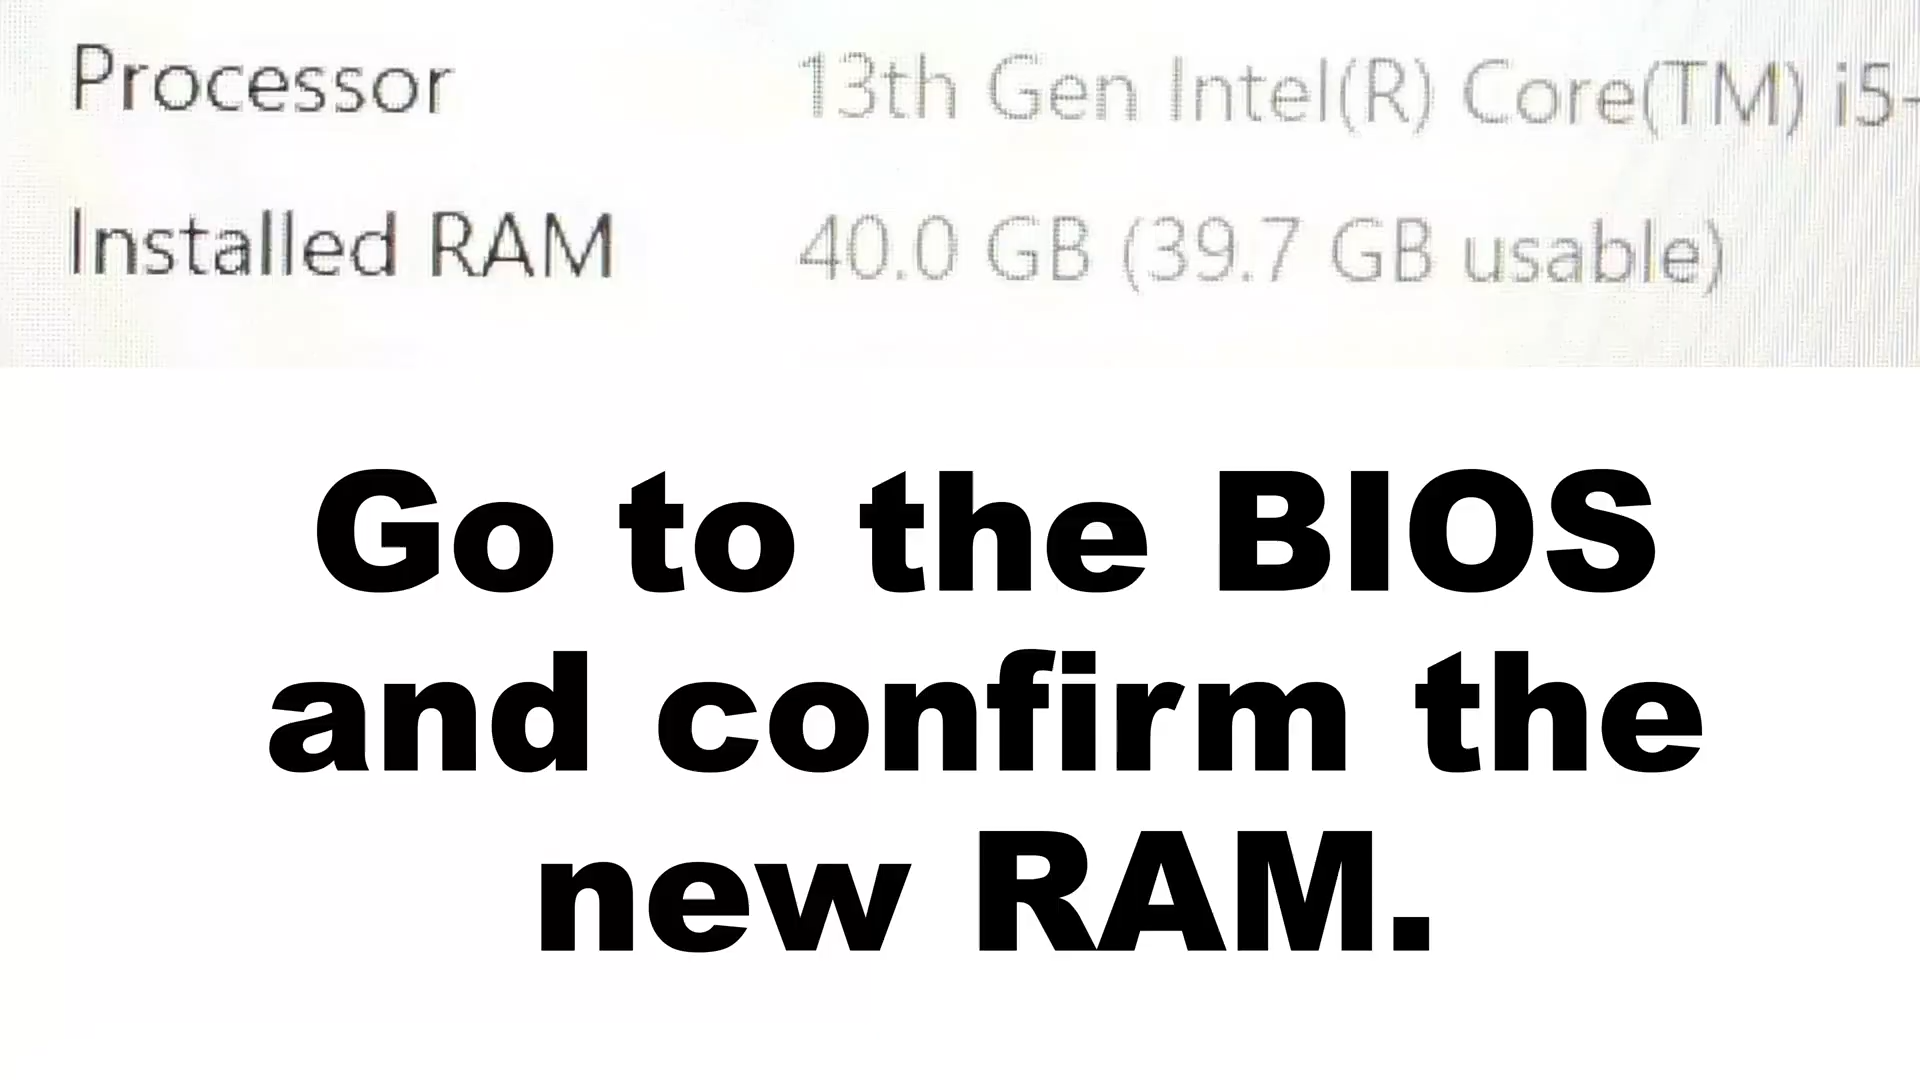 Processor 13th Gen Intel(R) Core(TM) i5-
Installed RAM 40.0 GB (39.7 GB usable)
Go to the BIOS
and confirm the
new RAM.